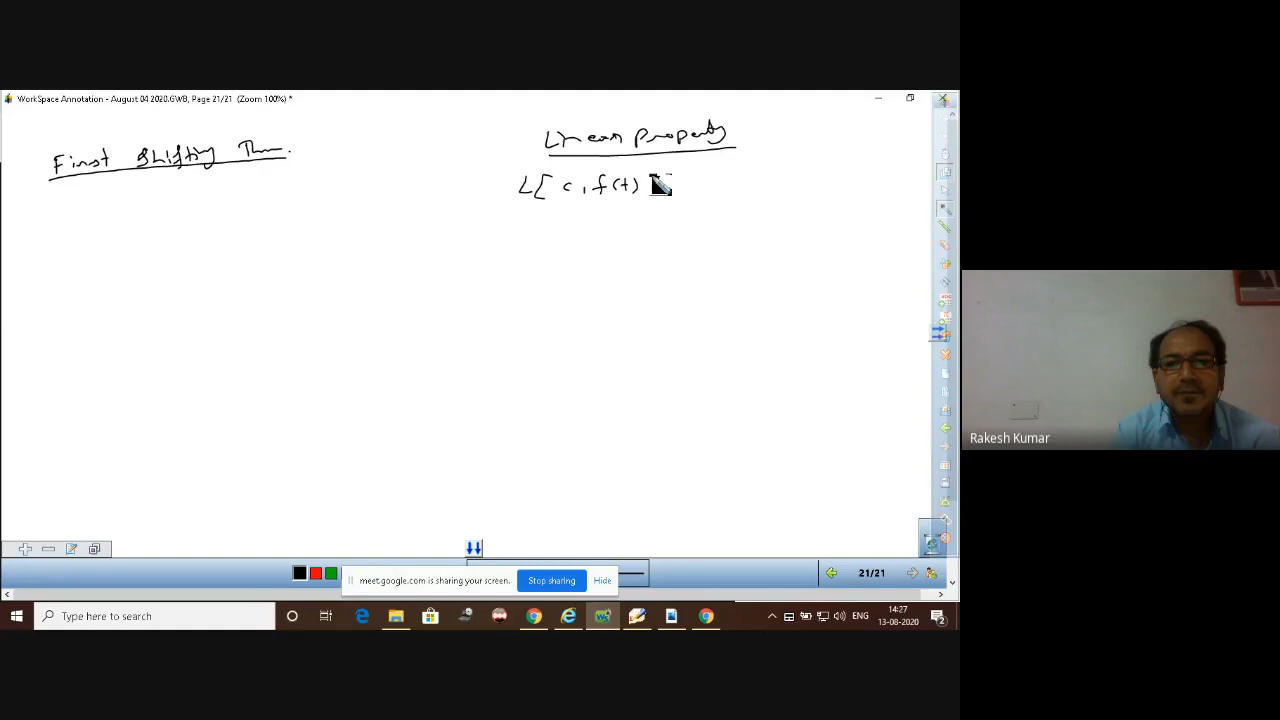 WorkSpace Annotation - August 04 2020.GWB, Page 21/21 (Zoom 100%) *
First Shifting Thm.
Linear Property
L[ c1 f(t)
Rakesh Kumar
21/21
meet.google.com is sharing your screen.
Stop sharing
Hide
Type here to search
ENG
14:27
13-08-2020
2